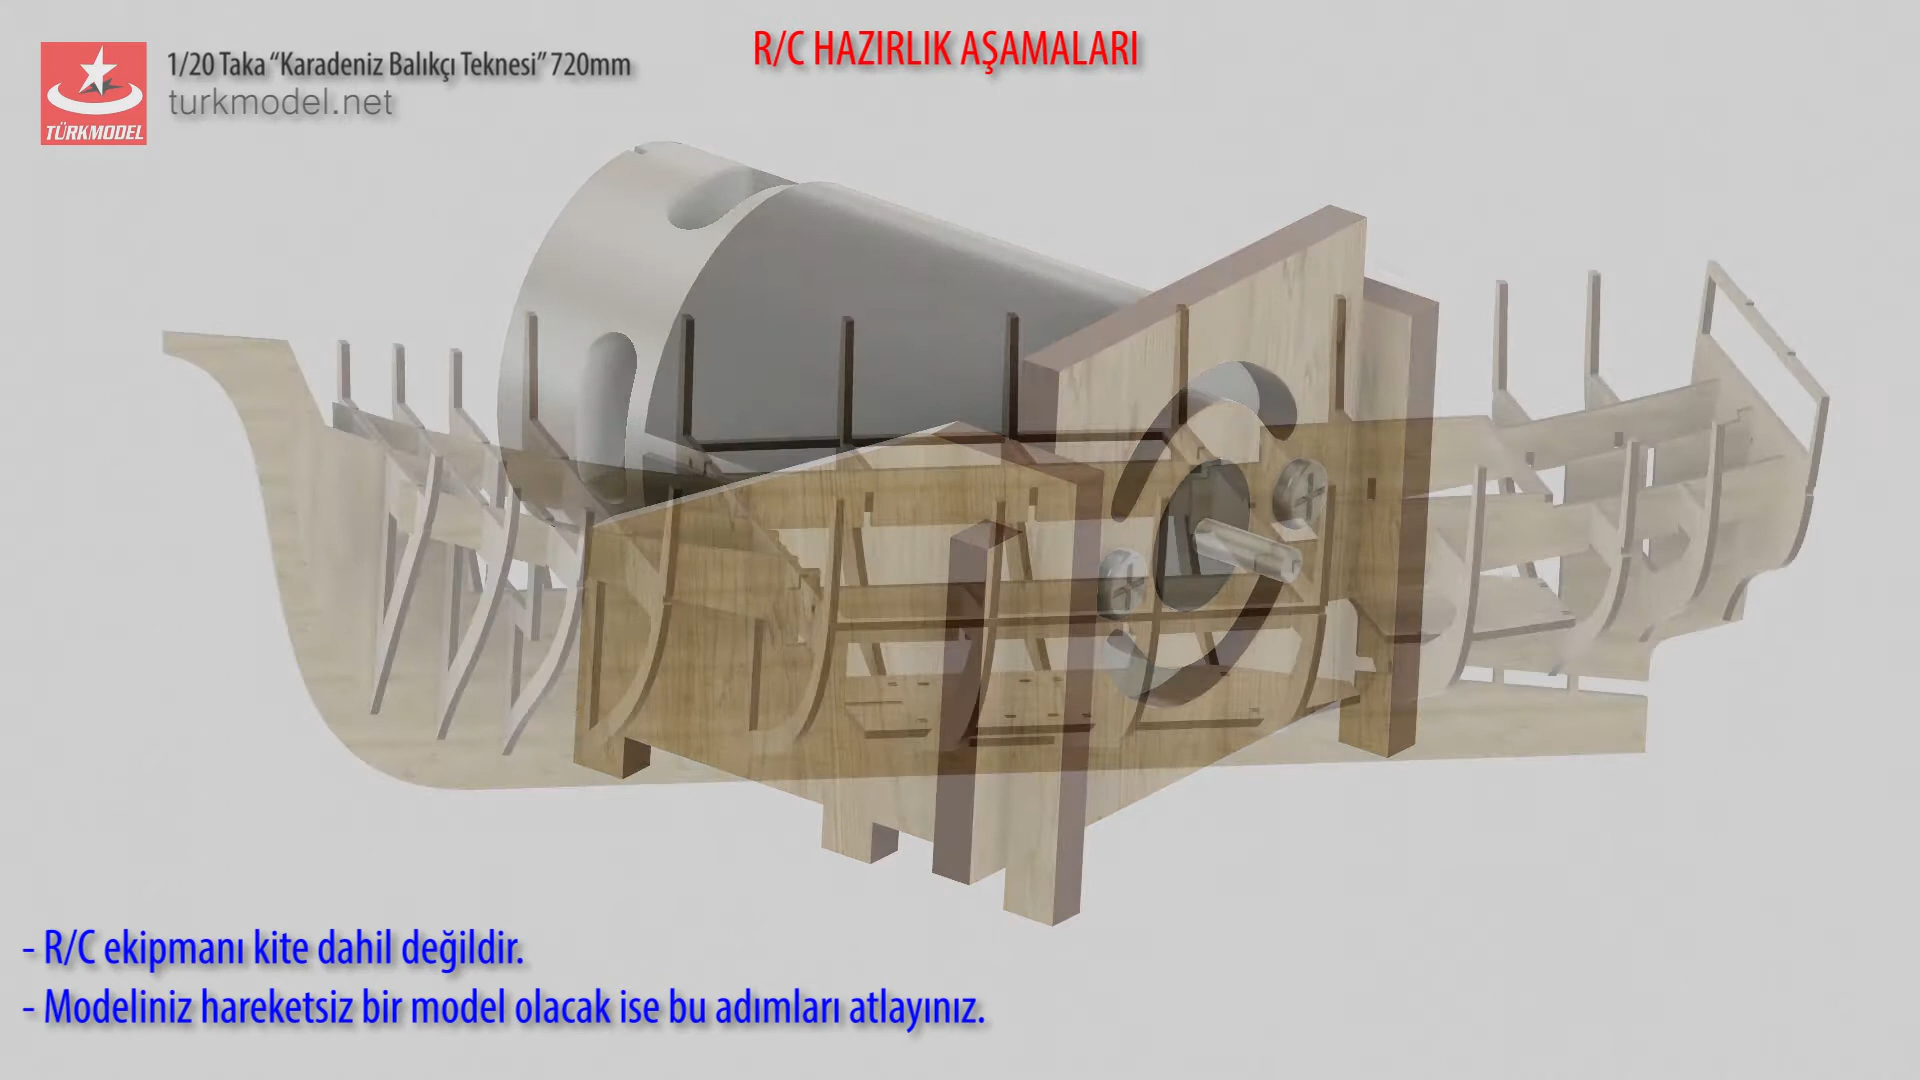 R/C HAZIRLIK AŞAMALARI
1/20 Taka “Karadeniz Balıkçı Teknesi” 720mm
turkmodel.net
TÜRKMODEL
- R/C ekipmanı kite dahil değildir.
- Modeliniz hareketsiz bir model olacak ise bu adımları atlayınız.